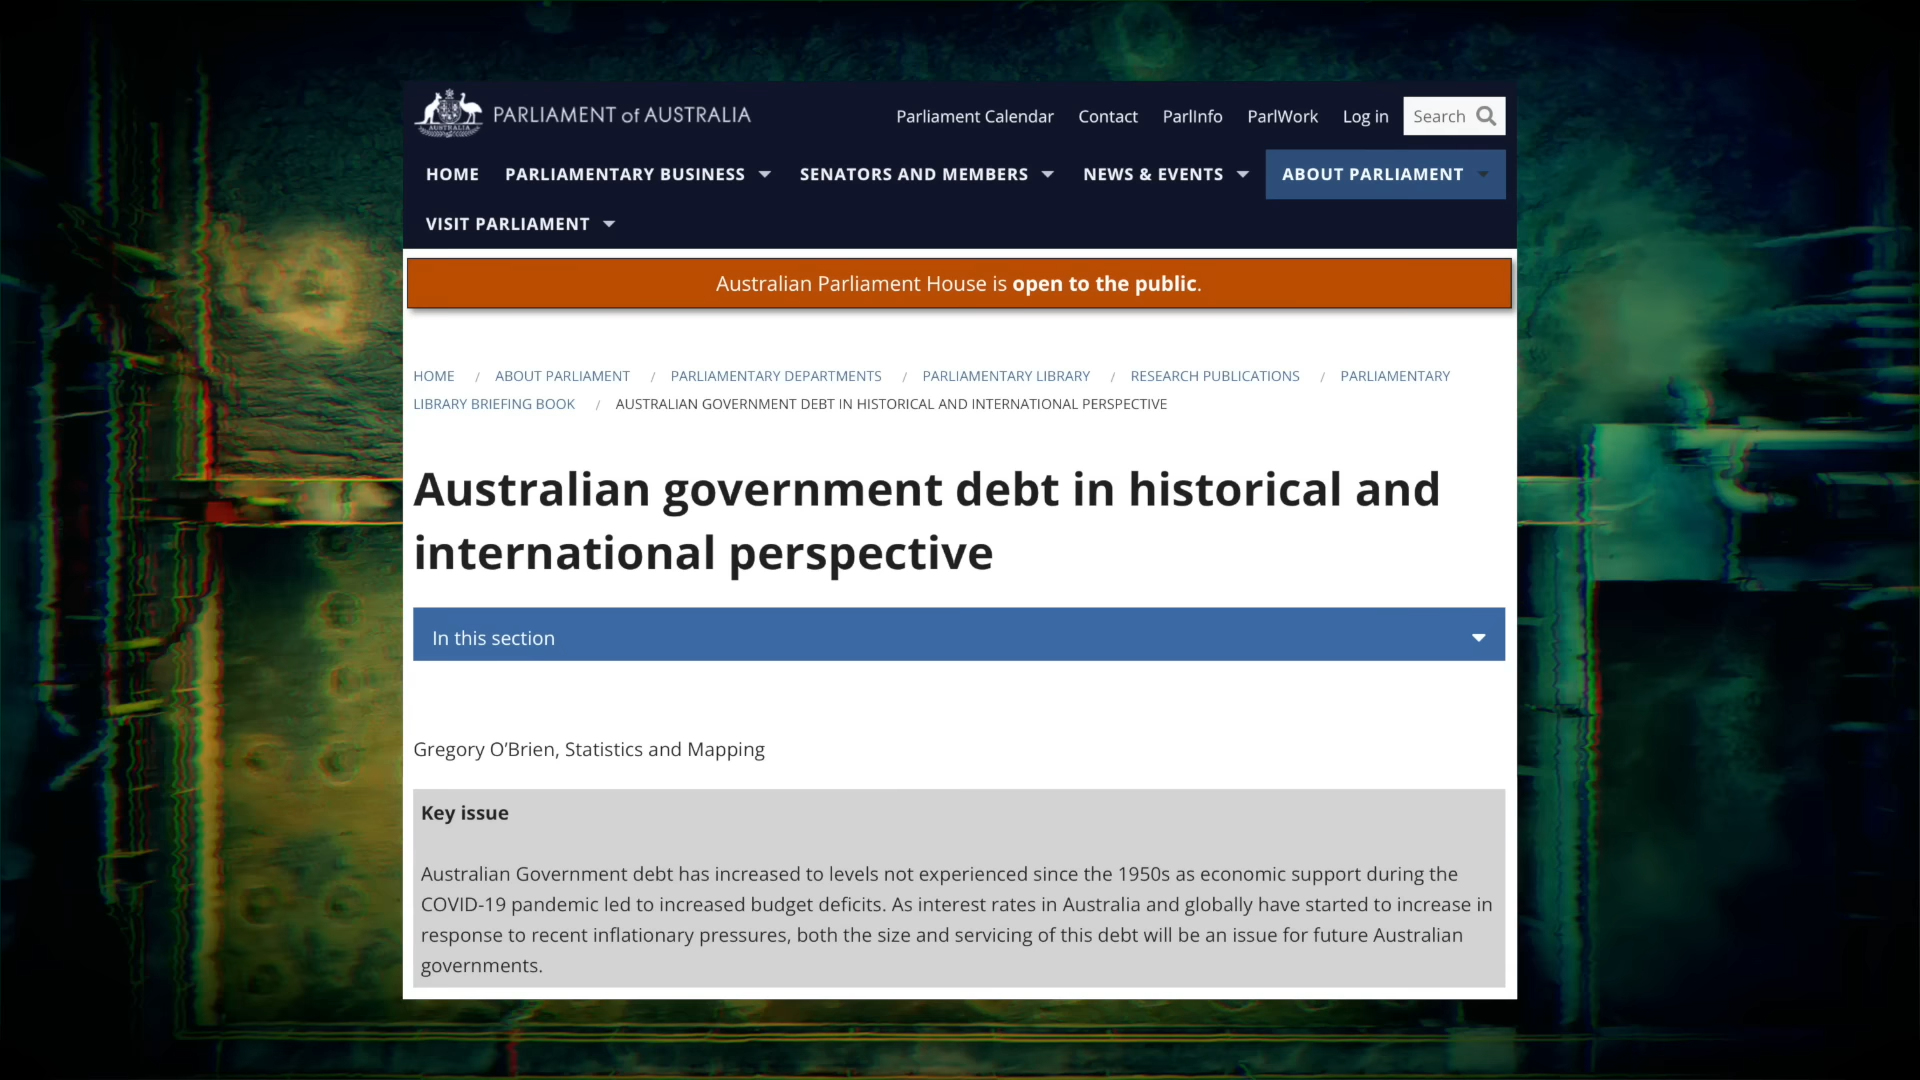 PARLIAMENT of AUSTRALIA
Parliament Calendar Contact ParlInfo ParlWork Log in Search
HOME PARLIAMENTARY BUSINESS SENATORS AND MEMBERS NEWS & EVENTS ABOUT PARLIAMENT
VISIT PARLIAMENT
Australian Parliament House is open to the public.
HOME / ABOUT PARLIAMENT / PARLIAMENTARY DEPARTMENTS / PARLIAMENTARY LIBRARY / RESEARCH PUBLICATIONS / PARLIAMENTARY
LIBRARY BRIEFING BOOK / AUSTRALIAN GOVERNMENT DEBT IN HISTORICAL AND INTERNATIONAL PERSPECTIVE
Australian government debt in historical and
international perspective
In this section
Gregory O’Brien, Statistics and Mapping
Key issue
Australian Government debt has increased to levels not experienced since the 1950s as economic support during the
COVID-19 pandemic led to increased budget deficits. As interest rates in Australia and globally have started to increase in
response to recent inflationary pressures, both the size and servicing of this debt will be an issue for future Australian
governments.